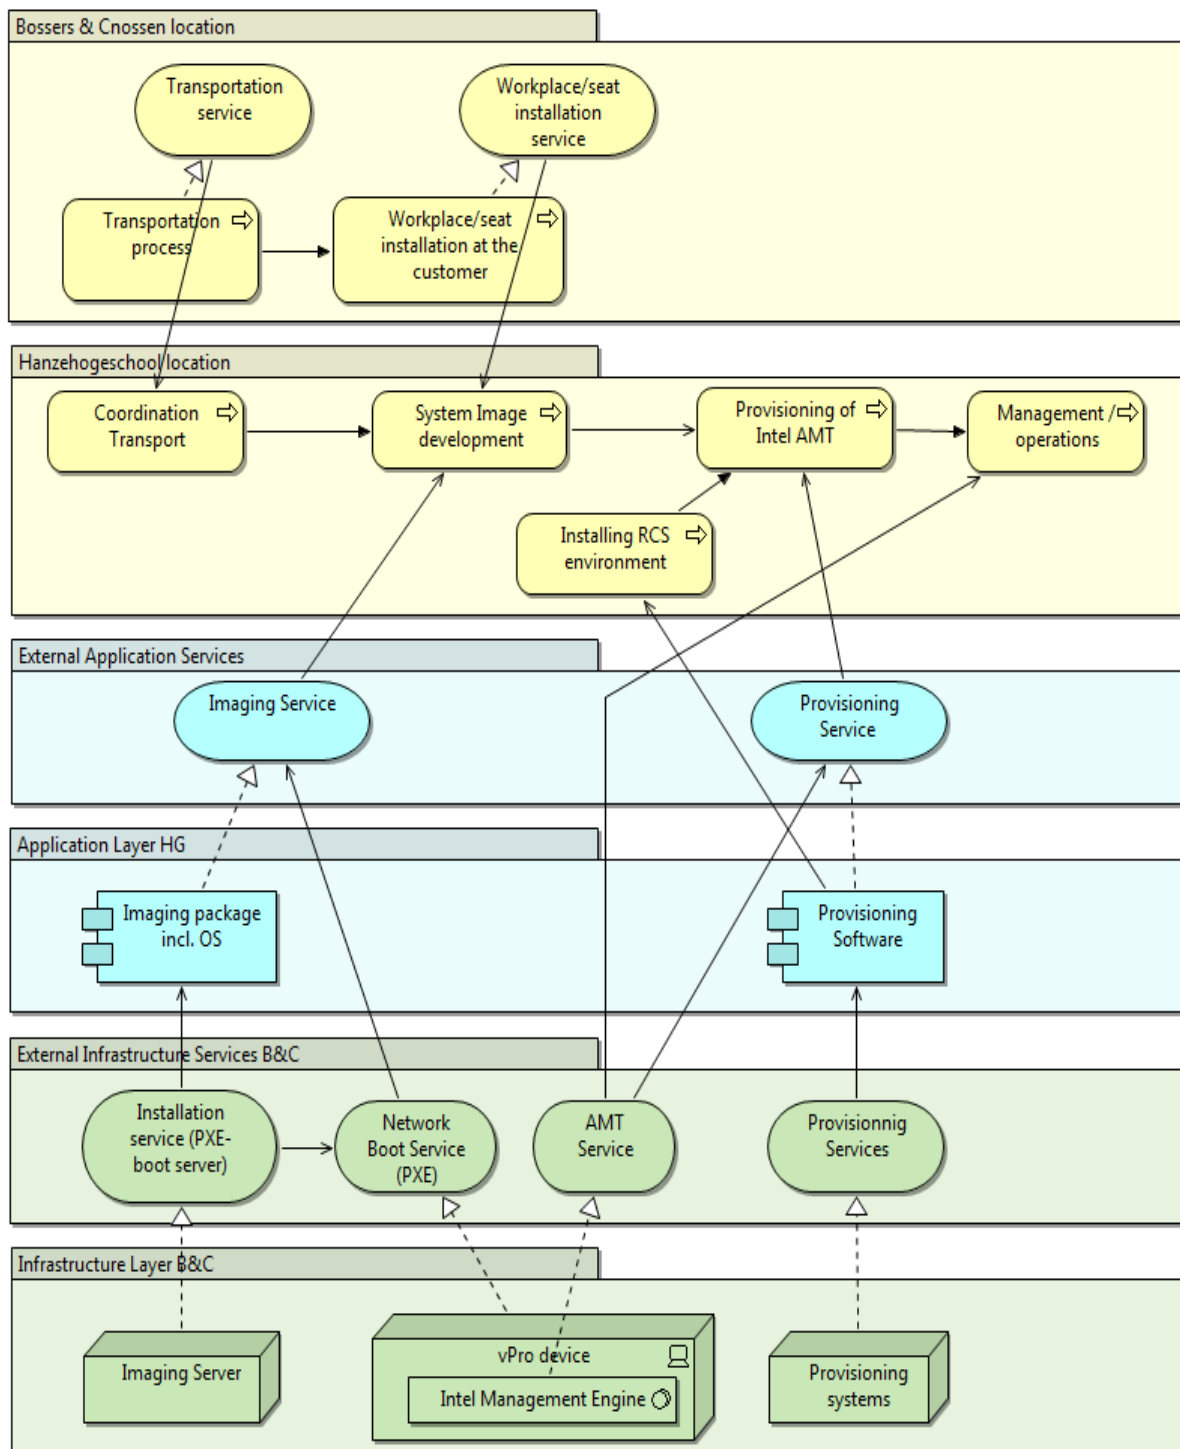 Bossers & Cnossen location
Transportation
service
Workplace/seat
installation
service
Transportation
process
Workplace/seat
installation at the
customer
Hanzehogeschool location
Coordination
Transport
System Image
development
Provisioning of
Intel AMT
Management /
operations
Installing RCS
environment
External Application Services
Imaging Service
Provisioning
Service
Application Layer HG
Imaging package
incl. OS
Provisioning
Software
External Infrastructure Services B&C
Installation
service (PXE-
boot server)
Network
Boot Service
(PXE)
AMT
Service
Provisionnig
Services
Infrastructure Layer B&C
Imaging Server
vPro device
Intel Management Engine
Provisioning
systems